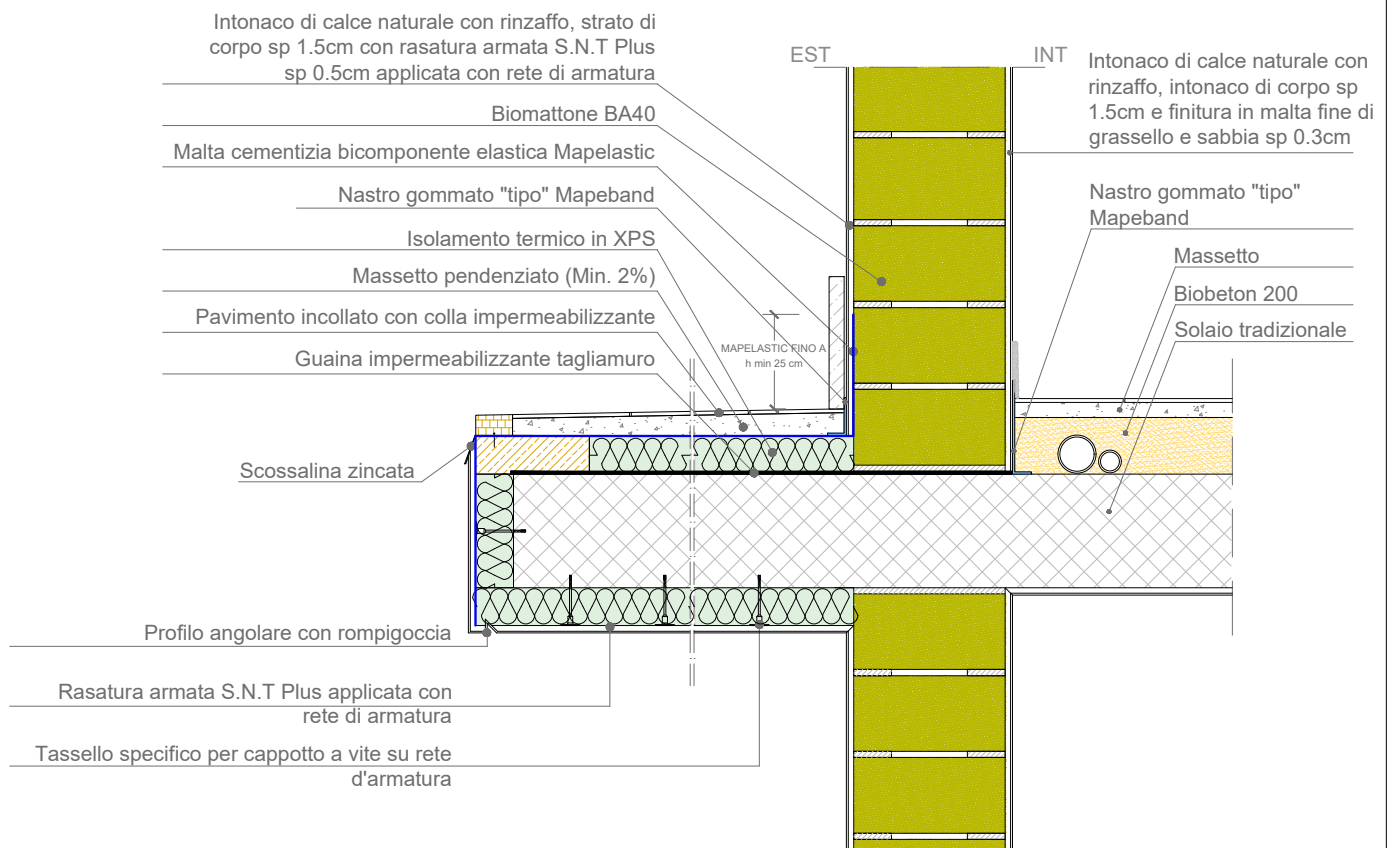 Intonaco di calce naturale con rinzaffo, strato di
corpo sp 1.5cm con rasatura armata S.N.T Plus
sp 0.5cm applicata con rete di armatura
Biomattone BA40
Malta cementizia bicomponente elastica Mapelastic
Nastro gommato "tipo" Mapeband
Isolamento termico in XPS
Massetto pendenziato (Min. 2%)
Pavimento incollato con colla impermeabilizzante
Guaina impermeabilizzante tagliamuro
Scossalina zincata
Profilo angolare con rompigoccia
Rasatura armata S.N.T Plus applicata con
rete di armatura
Tassello specifico per cappotto a vite su rete
d'armatura
EST
INT
MAPELASTIC FINO A
h min 25 cm
Intonaco di calce naturale con
rinzaffo, intonaco di corpo sp
1.5cm e finitura in malta fine di
grassello e sabbia sp 0.3cm
Nastro gommato "tipo"
Mapeband
Massetto
Biobeton 200
Solaio tradizionale